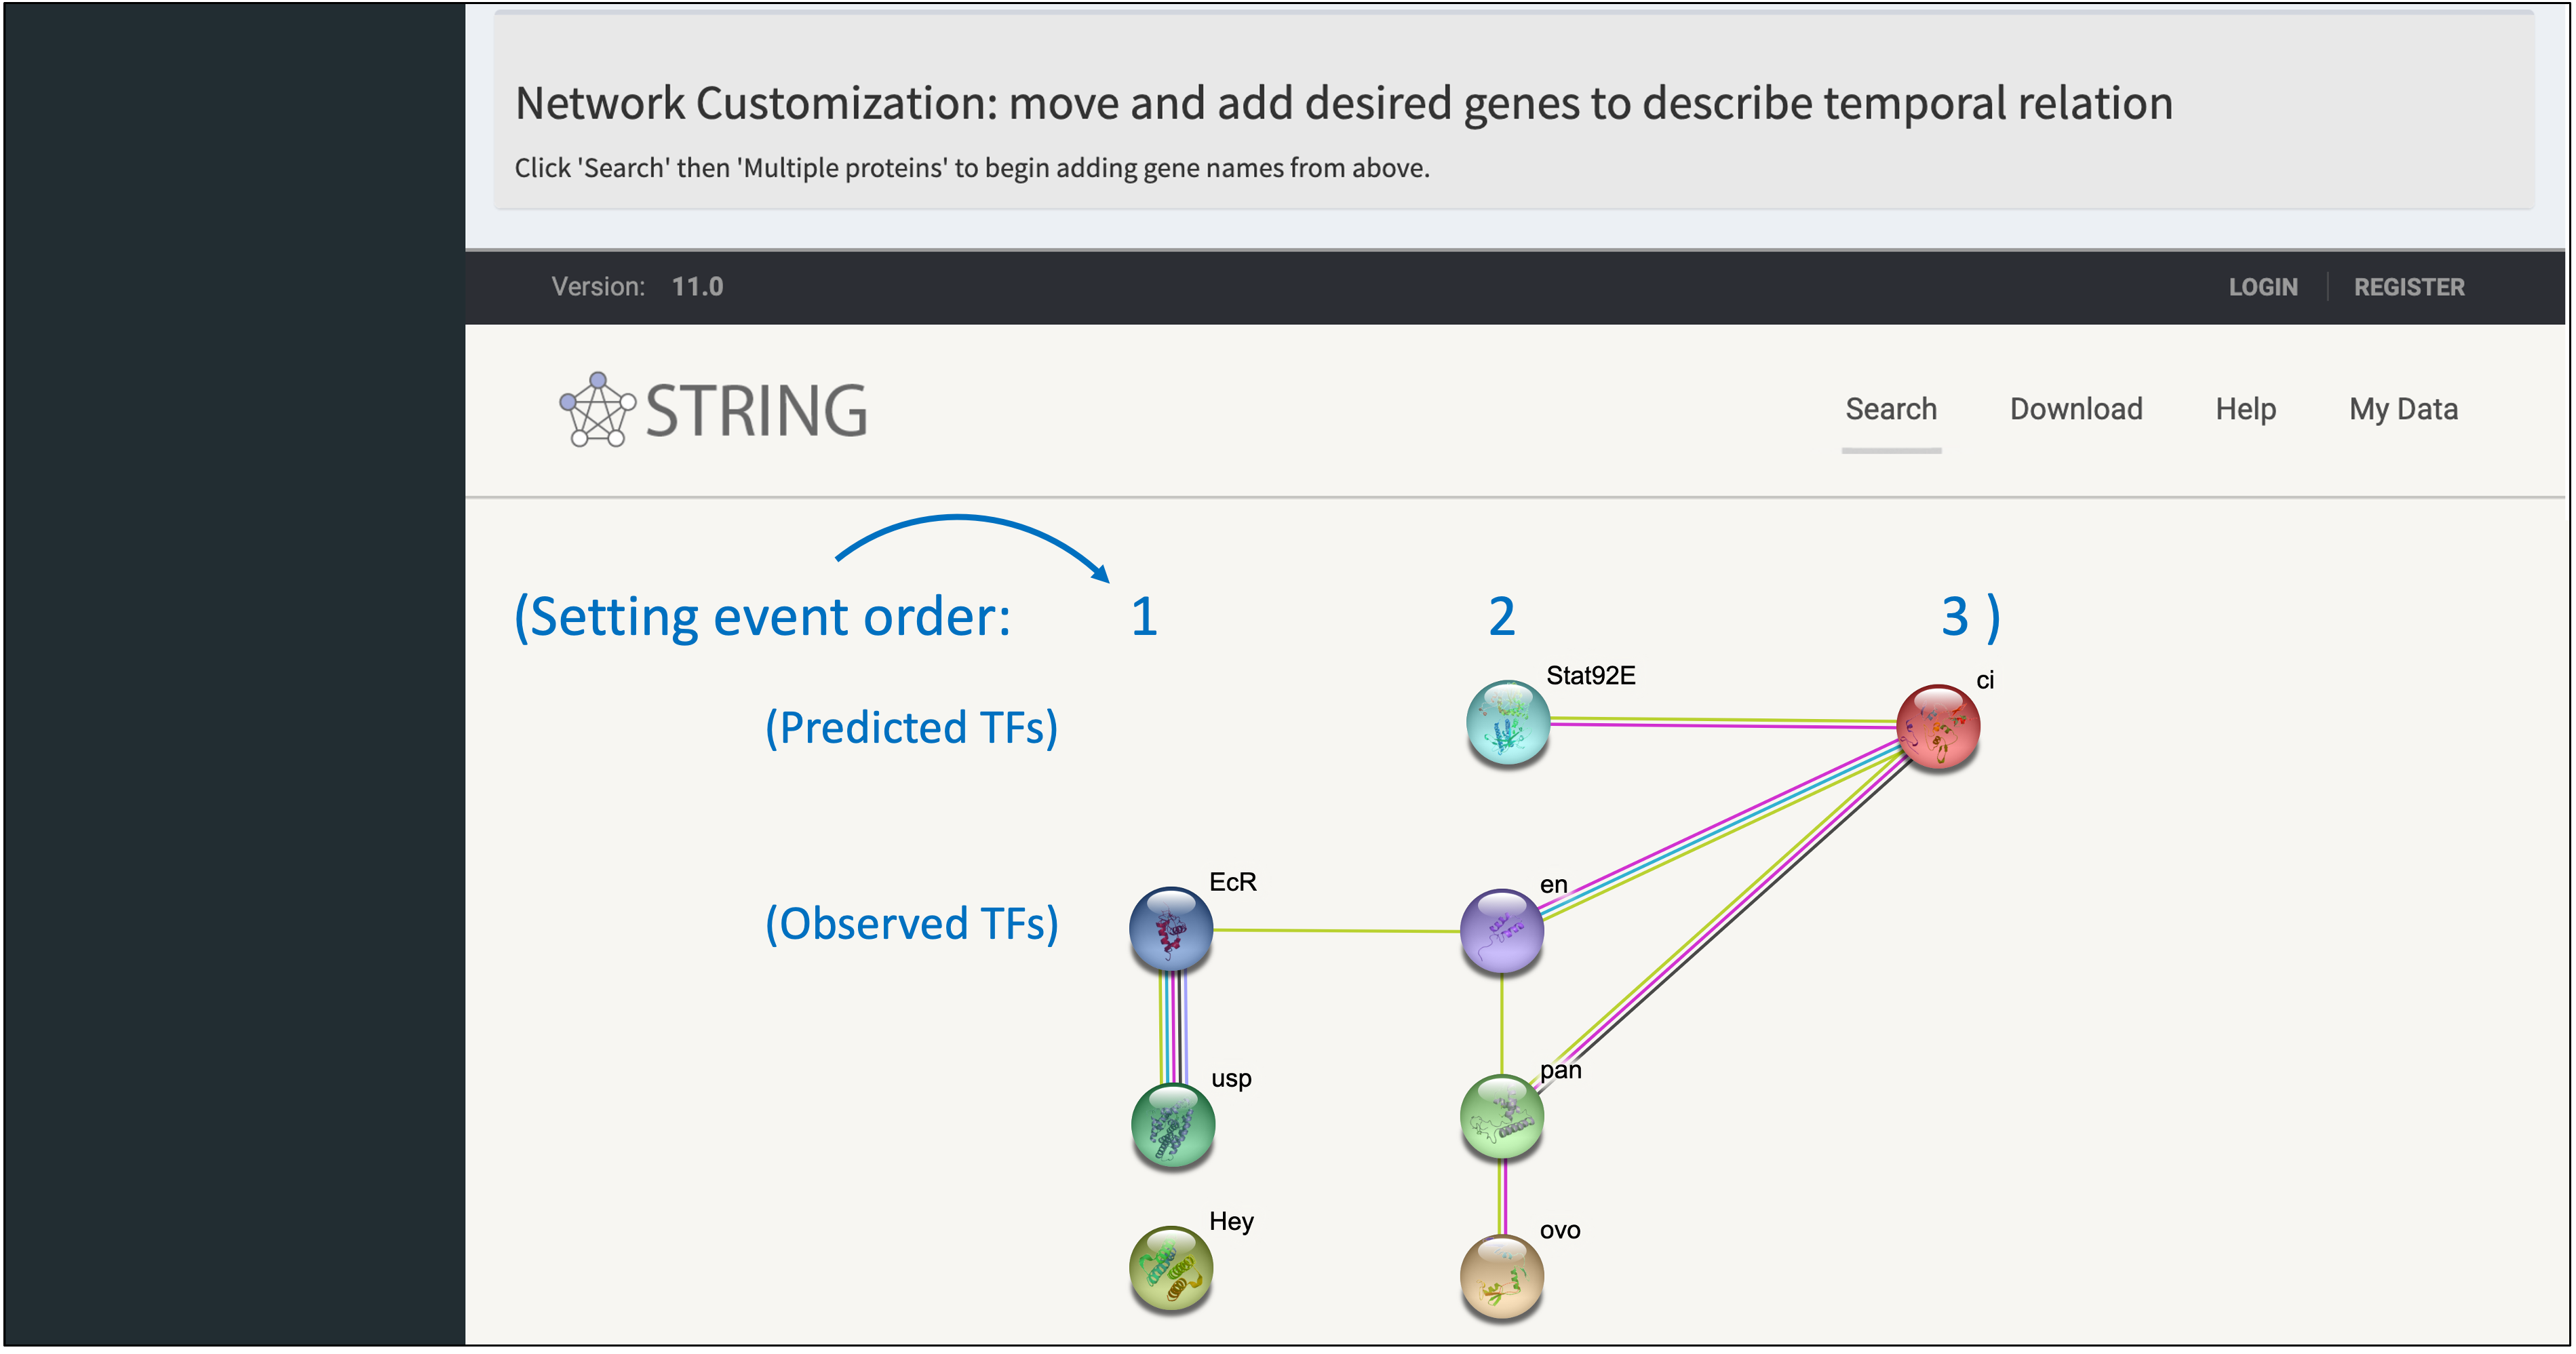 Network Customization: move and add desired genes to describe temporal relation
Click 'Search' then 'Multiple proteins' to begin adding gene names from above.
Version: 11.0 LOGIN REGISTER
STRING Search Download Help My Data
(Setting event order: 1 2 3 )
Stat92E ci
(Predicted TFs)
EcR en
(Observed TFs)
usp pan
Hey ovo